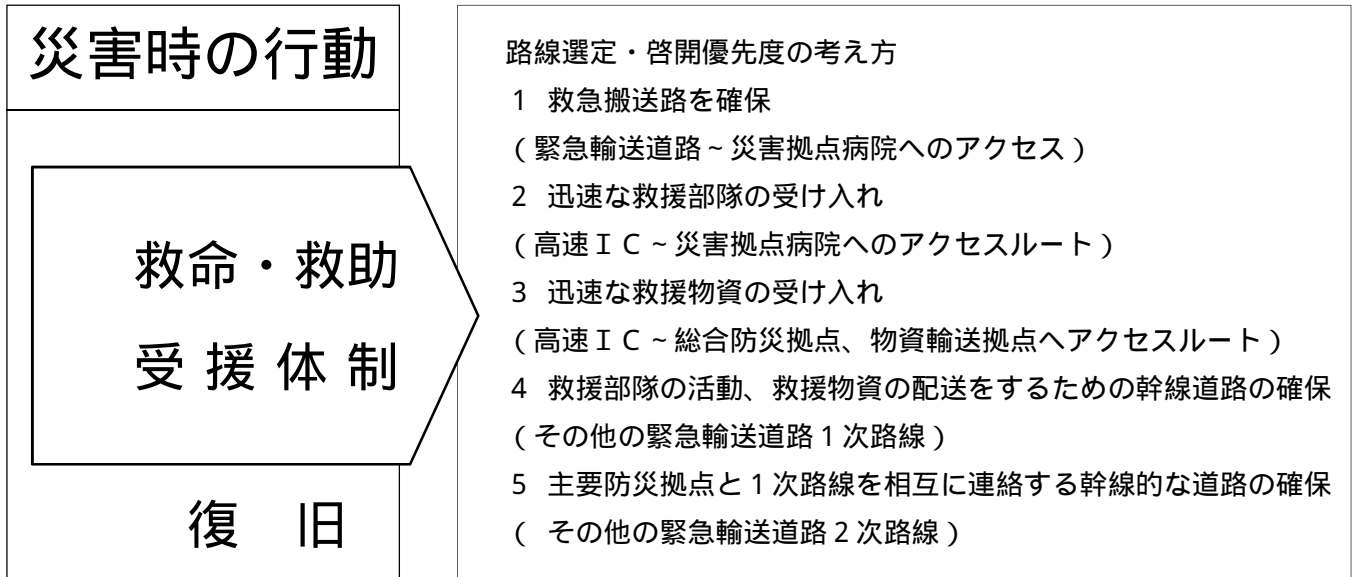 災害時の行動
救命・救助
受 援 体 制
復　旧
路線選定・啓開優先度の考え方
1　救急搬送路を確保
（緊急輸送道路～災害拠点病院へのアクセス）
2　迅速な救援部隊の受け入れ
（高速ＩＣ～災害拠点病院へのアクセスルート）
3　迅速な救援物資の受け入れ
（高速ＩＣ～総合防災拠点、物資輸送拠点へアクセスルート）
4　救援部隊の活動、救援物資の配送をするための幹線道路の確保
（その他の緊急輸送道路1次路線）
5　主要防災拠点と1次路線を相互に連絡する幹線的な道路の確保
（　その他の緊急輸送道路2次路線）